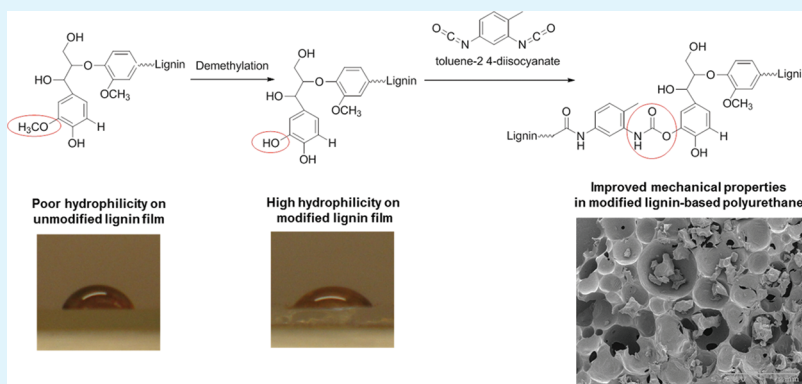 OH
O
Lignin
HO
OCH₃
H₃CO
H
OH
Demethylation
OH
O
Lignin
HO
OCH₃
HO
H
OH
O=C=N
N=C=O
toluene-2 4-diisocyanate
OH
O
Lignin
HO
OCH₃
Lignin
O
N
H
N
H
O
O
H
OH
Poor hydrophilicity on
unmodified lignin film
High hydrophilicity on
modified lignin film
Improved mechanical properties
in modified lignin-based polyurethane